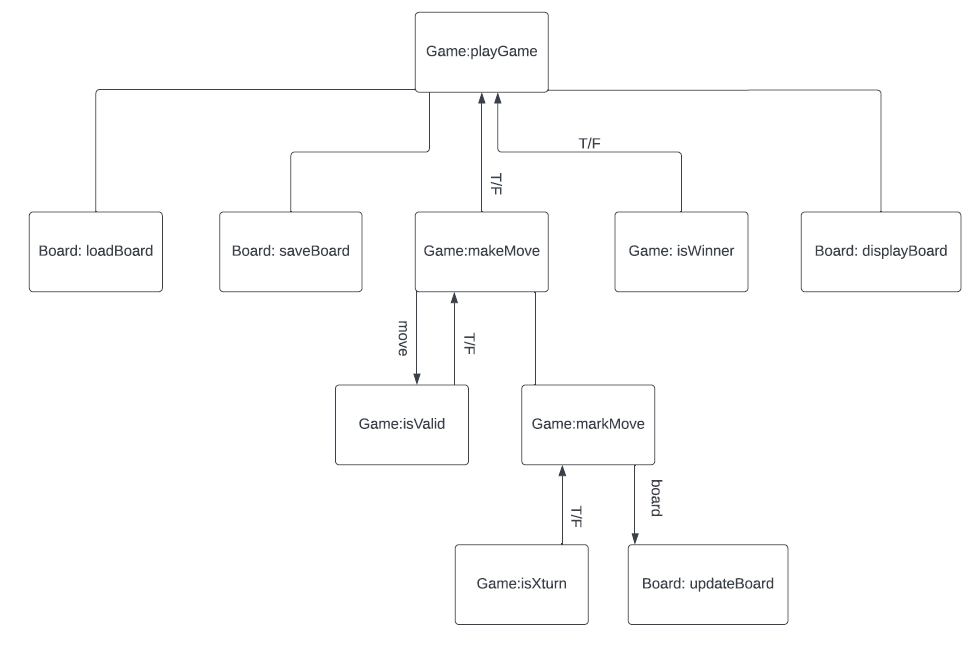 Game:playGame
T/F
T/F
Board: loadBoard
Board: saveBoard
Game:makeMove
Game: isWinner
Board: displayBoard
move
T/F
Game:isValid
Game:markMove
T/F
board
Game:isXturn
Board: updateBoard